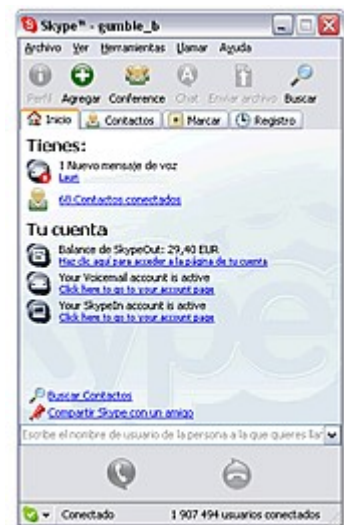 Skype™ - gumble_b
Archivo Ver Herramientas Llamar Ayuda
Perfil Agregar Conference Chat Enviar archivo Buscar
Inicio Contactos Marcar Registro
Tienes:
1 Nuevo mensaje de voz
60 Contactos conectados
Tu cuenta
Balance de SkypeOut: 29,40 EUR
Haz clic aquí para acceder a la página de tu cuenta
Your Voicemail account is active
Click here to go to your account page
Your SkypeIn account is active
Click here to go to your account page
Buscar Contactos
Compartir Skype con un amigo
Escribe el nombre de usuario de la persona a la que quieres llar
Conectado 1 907 494 usuarios conectados